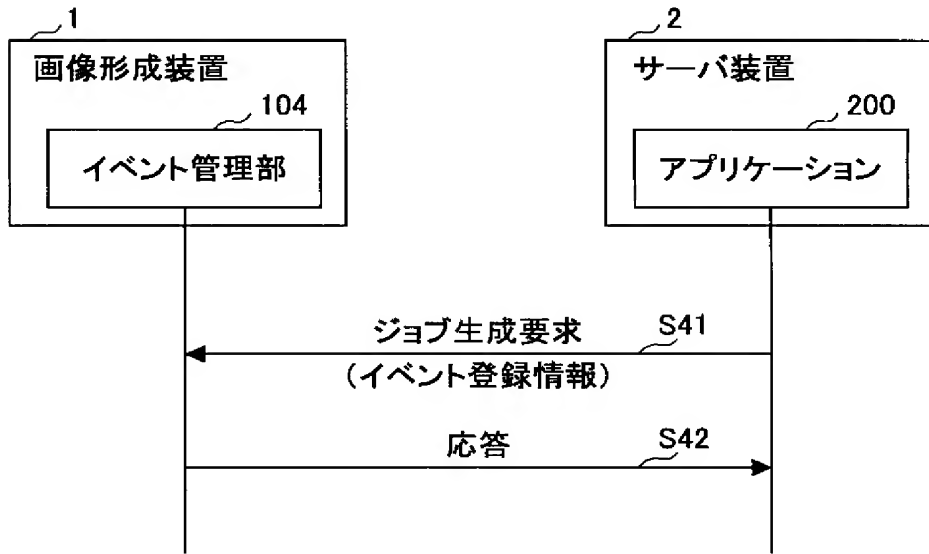 1
画像形成装置
104
イベント管理部
2
サーバ装置
200
アプリケーション
ジョブ生成要求
S41
(イベント登録情報)
応答
S42